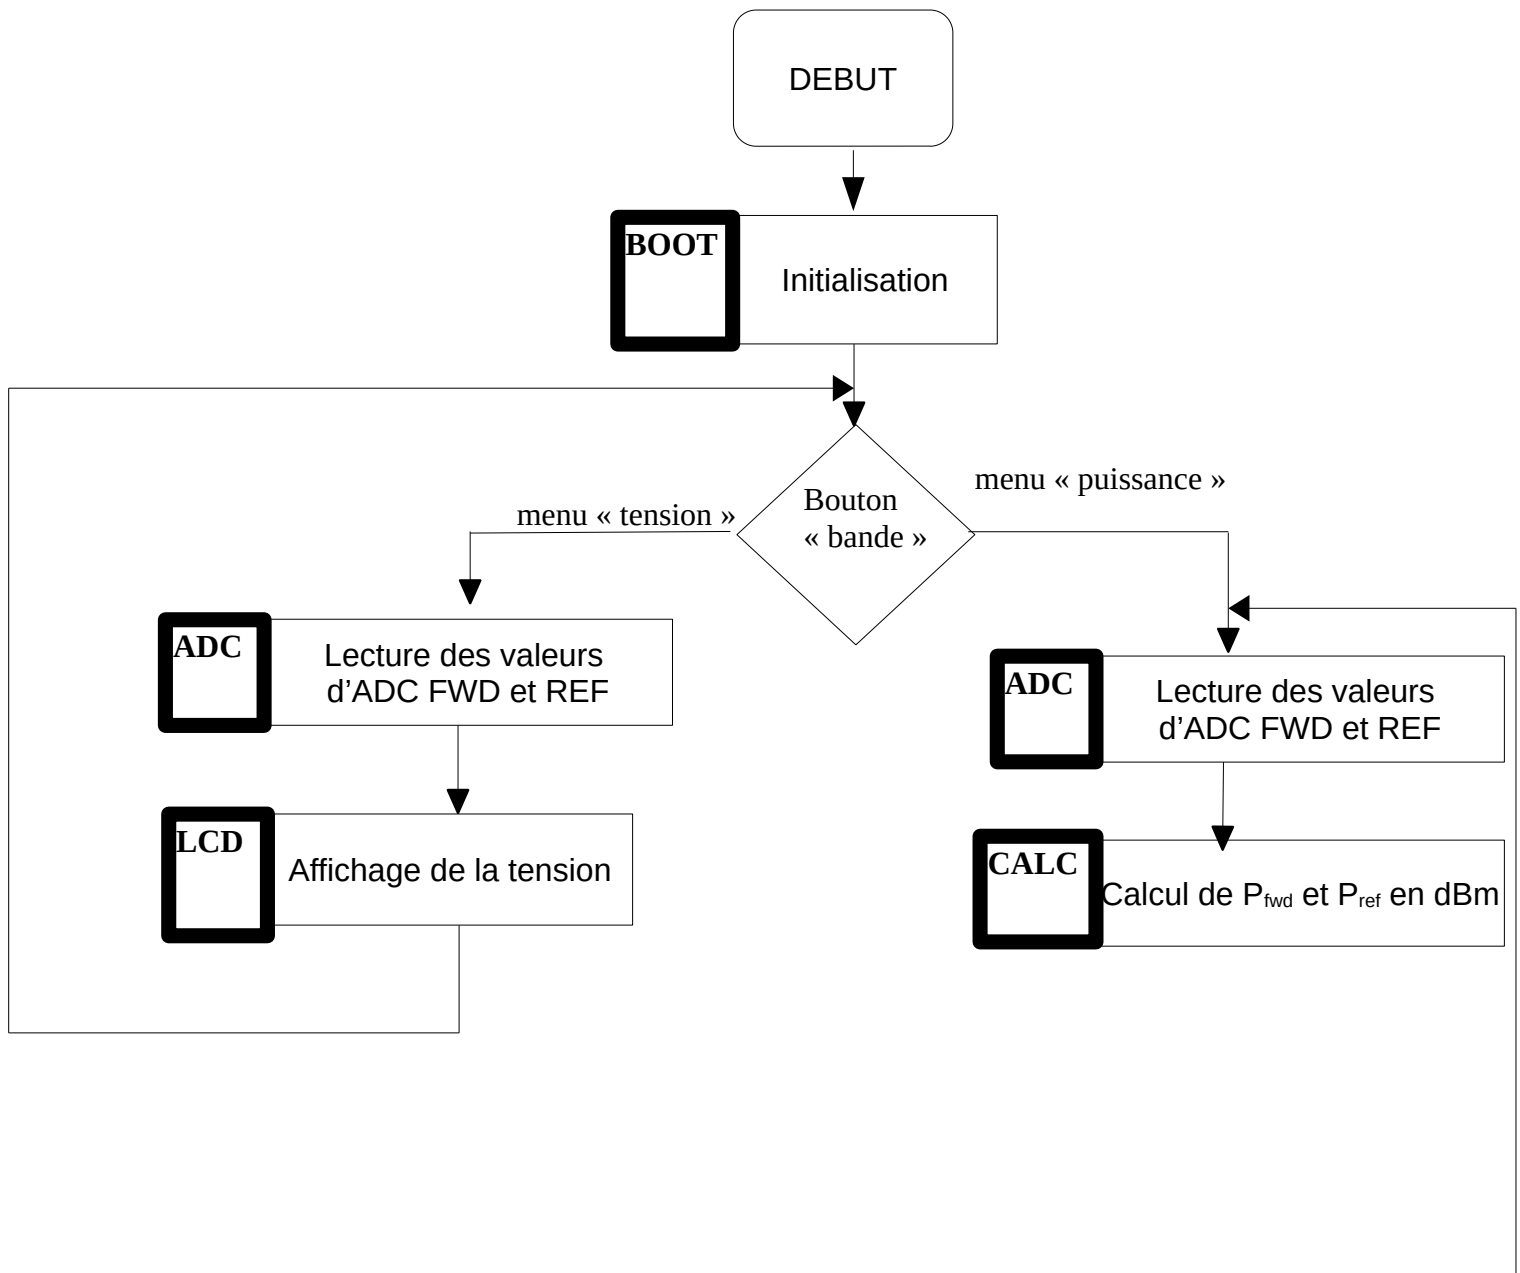 DEBUT
BOOT
Initialisation
menu « puissance »
Bouton
« bande »
menu « tension »
ADC
Lecture des valeurs
d’ADC FWD et REF
ADC
Lecture des valeurs
d’ADC FWD et REF
LCD
Affichage de la tension
CALC
Calcul de Pfwd et Pref en dBm